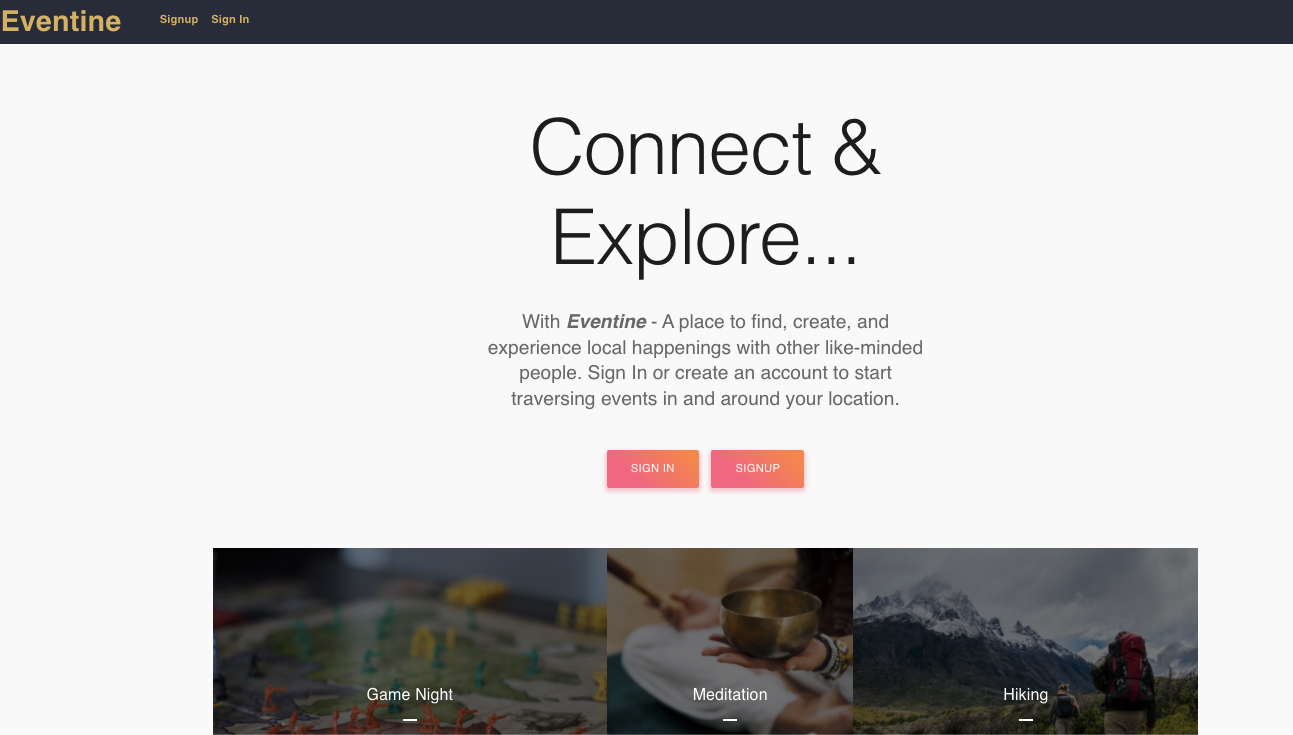 Eventine Signup Sign In
Connect &
Explore...
With Eventine - A place to find, create, and
experience local happenings with other like-minded
people. Sign In or create an account to start
traversing events in and around your location.
SIGN IN SIGNUP
Game Night Meditation Hiking